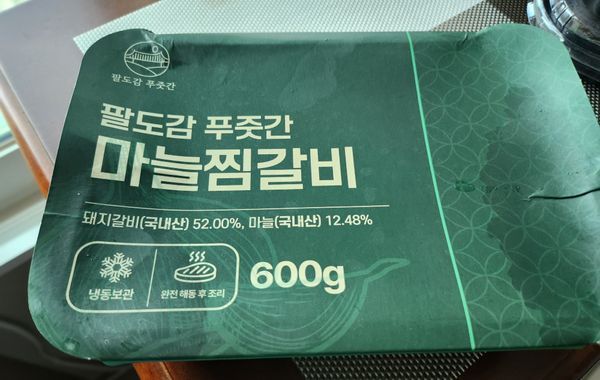 팔도감 푸줏간
팔도감 푸줏간
마늘찜갈비
돼지갈비(국내산) 52.00%, 마늘(국내산) 12.48%
냉동보관
완전 해동 후 조리
600g